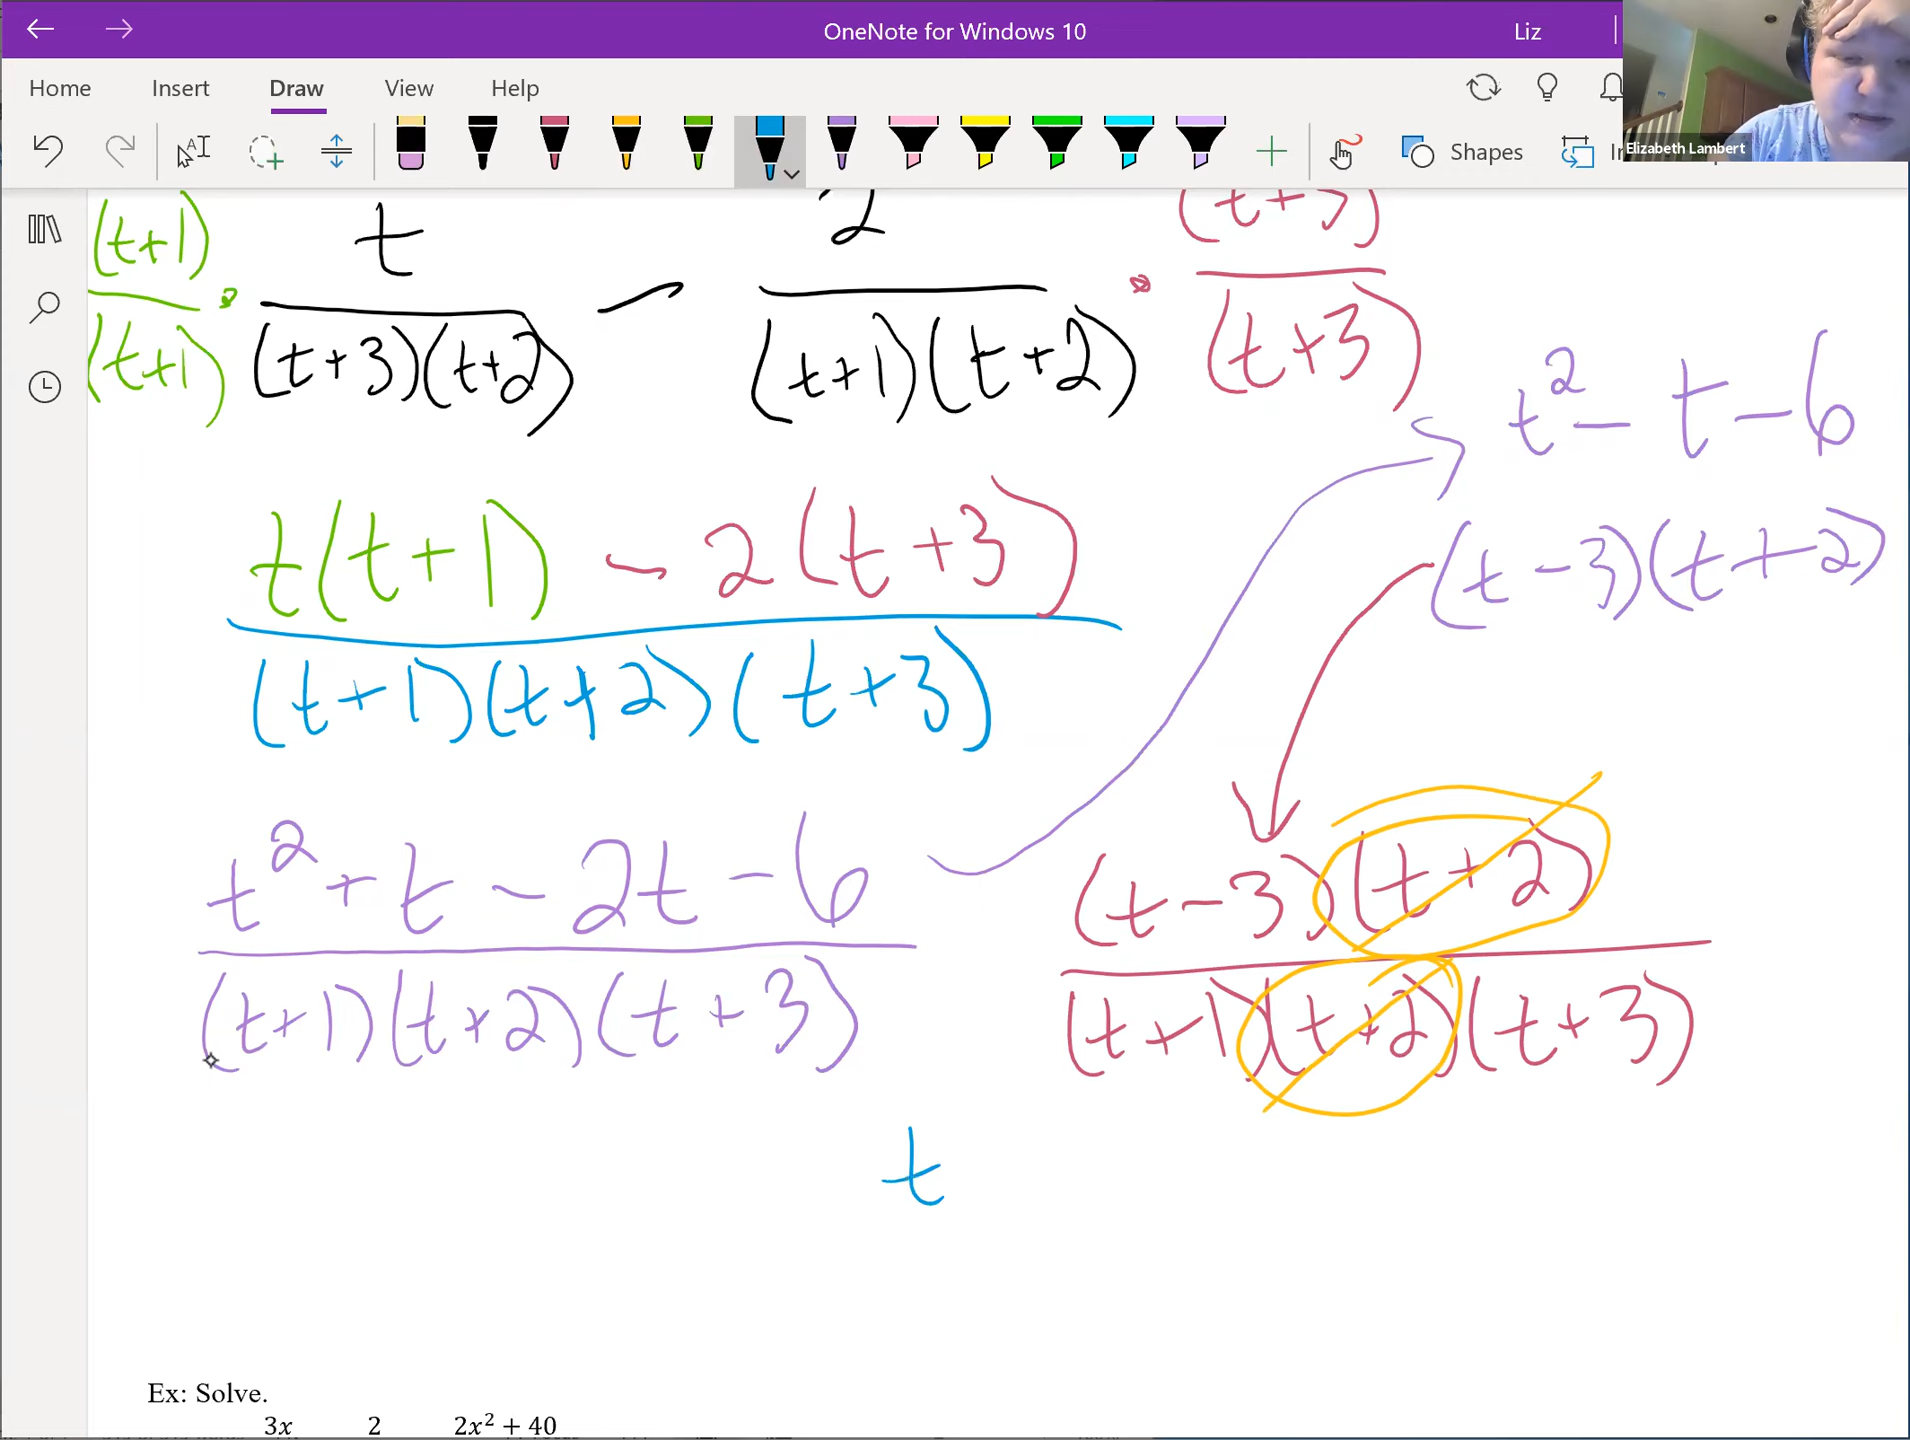 OneNote for Windows 10
Liz
Home Insert Draw View Help
Shapes
Elizabeth Lambert
(t+1) t 2 (t+3)
(t+1) · (t+3)(t+2) − (t+1)(t+2) · (t+3)
t² − t − 6
t(t+1) − 2(t+3)
(t−3)(t+2)
(t+1)(t+2)(t+3)
t² + t − 2t − 6
(t−3)(t+2)
(t+1)(t+2)(t+3)
(t+1)(t+2)(t+3)
t
Ex: Solve.
3x 2 2x² + 40